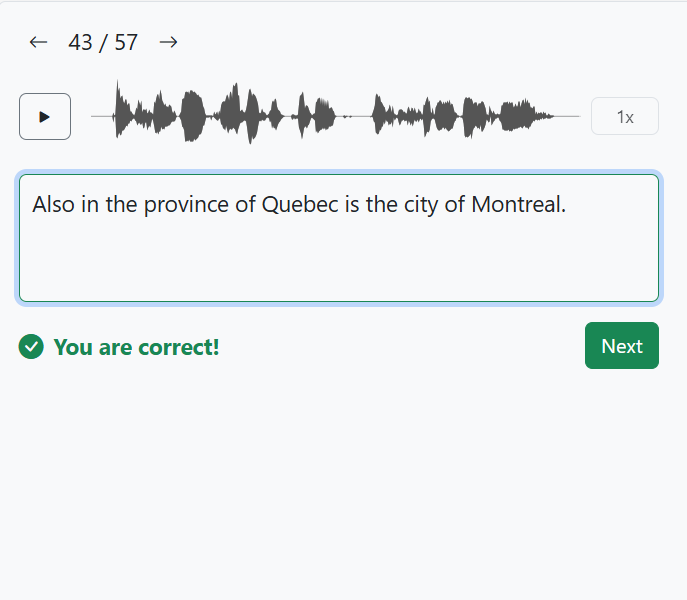 ← 43 / 57 →
1x
Also in the province of Quebec is the city of Montreal.
You are correct!
Next